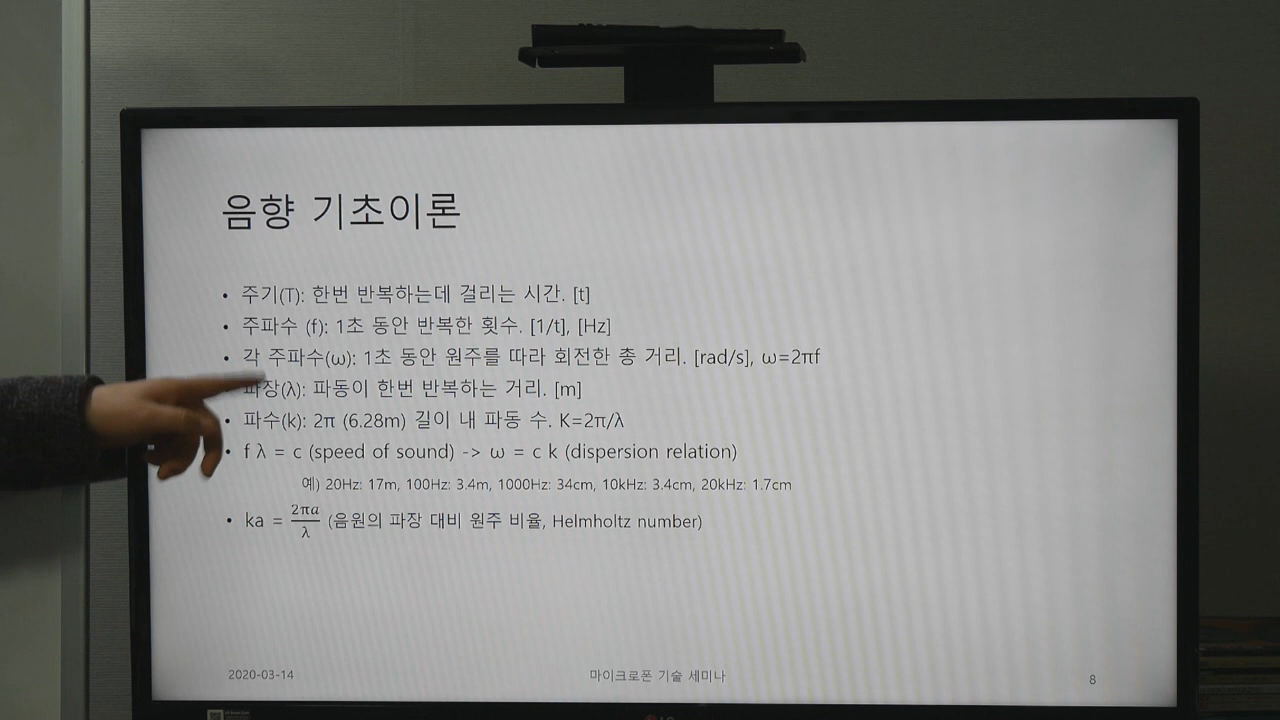 음향 기초이론
• 주기(T): 한번 반복하는데 걸리는 시간. [t]
• 주파수 (f): 1초 동안 반복한 횟수. [1/t], [Hz]
• 각 주파수(ω): 1초 동안 원주를 따라 회전한 총 거리. [rad/s], ω=2πf
파장(λ): 파동이 한번 반복하는 거리. [m]
• 파수(k): 2π (6.28m) 길이 내 파동 수. K=2π/λ
• f λ = c (speed of sound) -> ω = c k (dispersion relation)
예) 20Hz: 17m, 100Hz: 3.4m, 1000Hz: 34cm, 10kHz: 3.4cm, 20kHz: 1.7cm
• ka = 2πa/λ (음원의 파장 대비 원주 비율, Helmholtz number)
2020-03-14 마이크로폰 기술 세미나 8